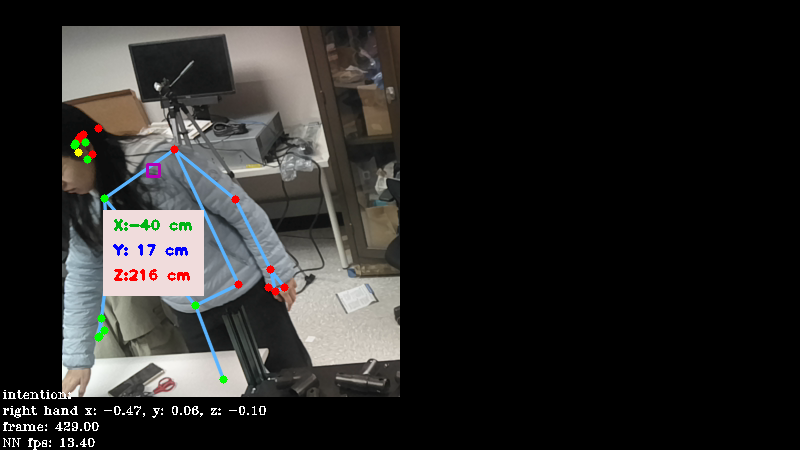 X:-40 cm
Y: 17 cm
Z:216 cm
intention:
right hand x: -0.47, y: 0.06, z: -0.10
frame: 429.00
NN fps: 13.40